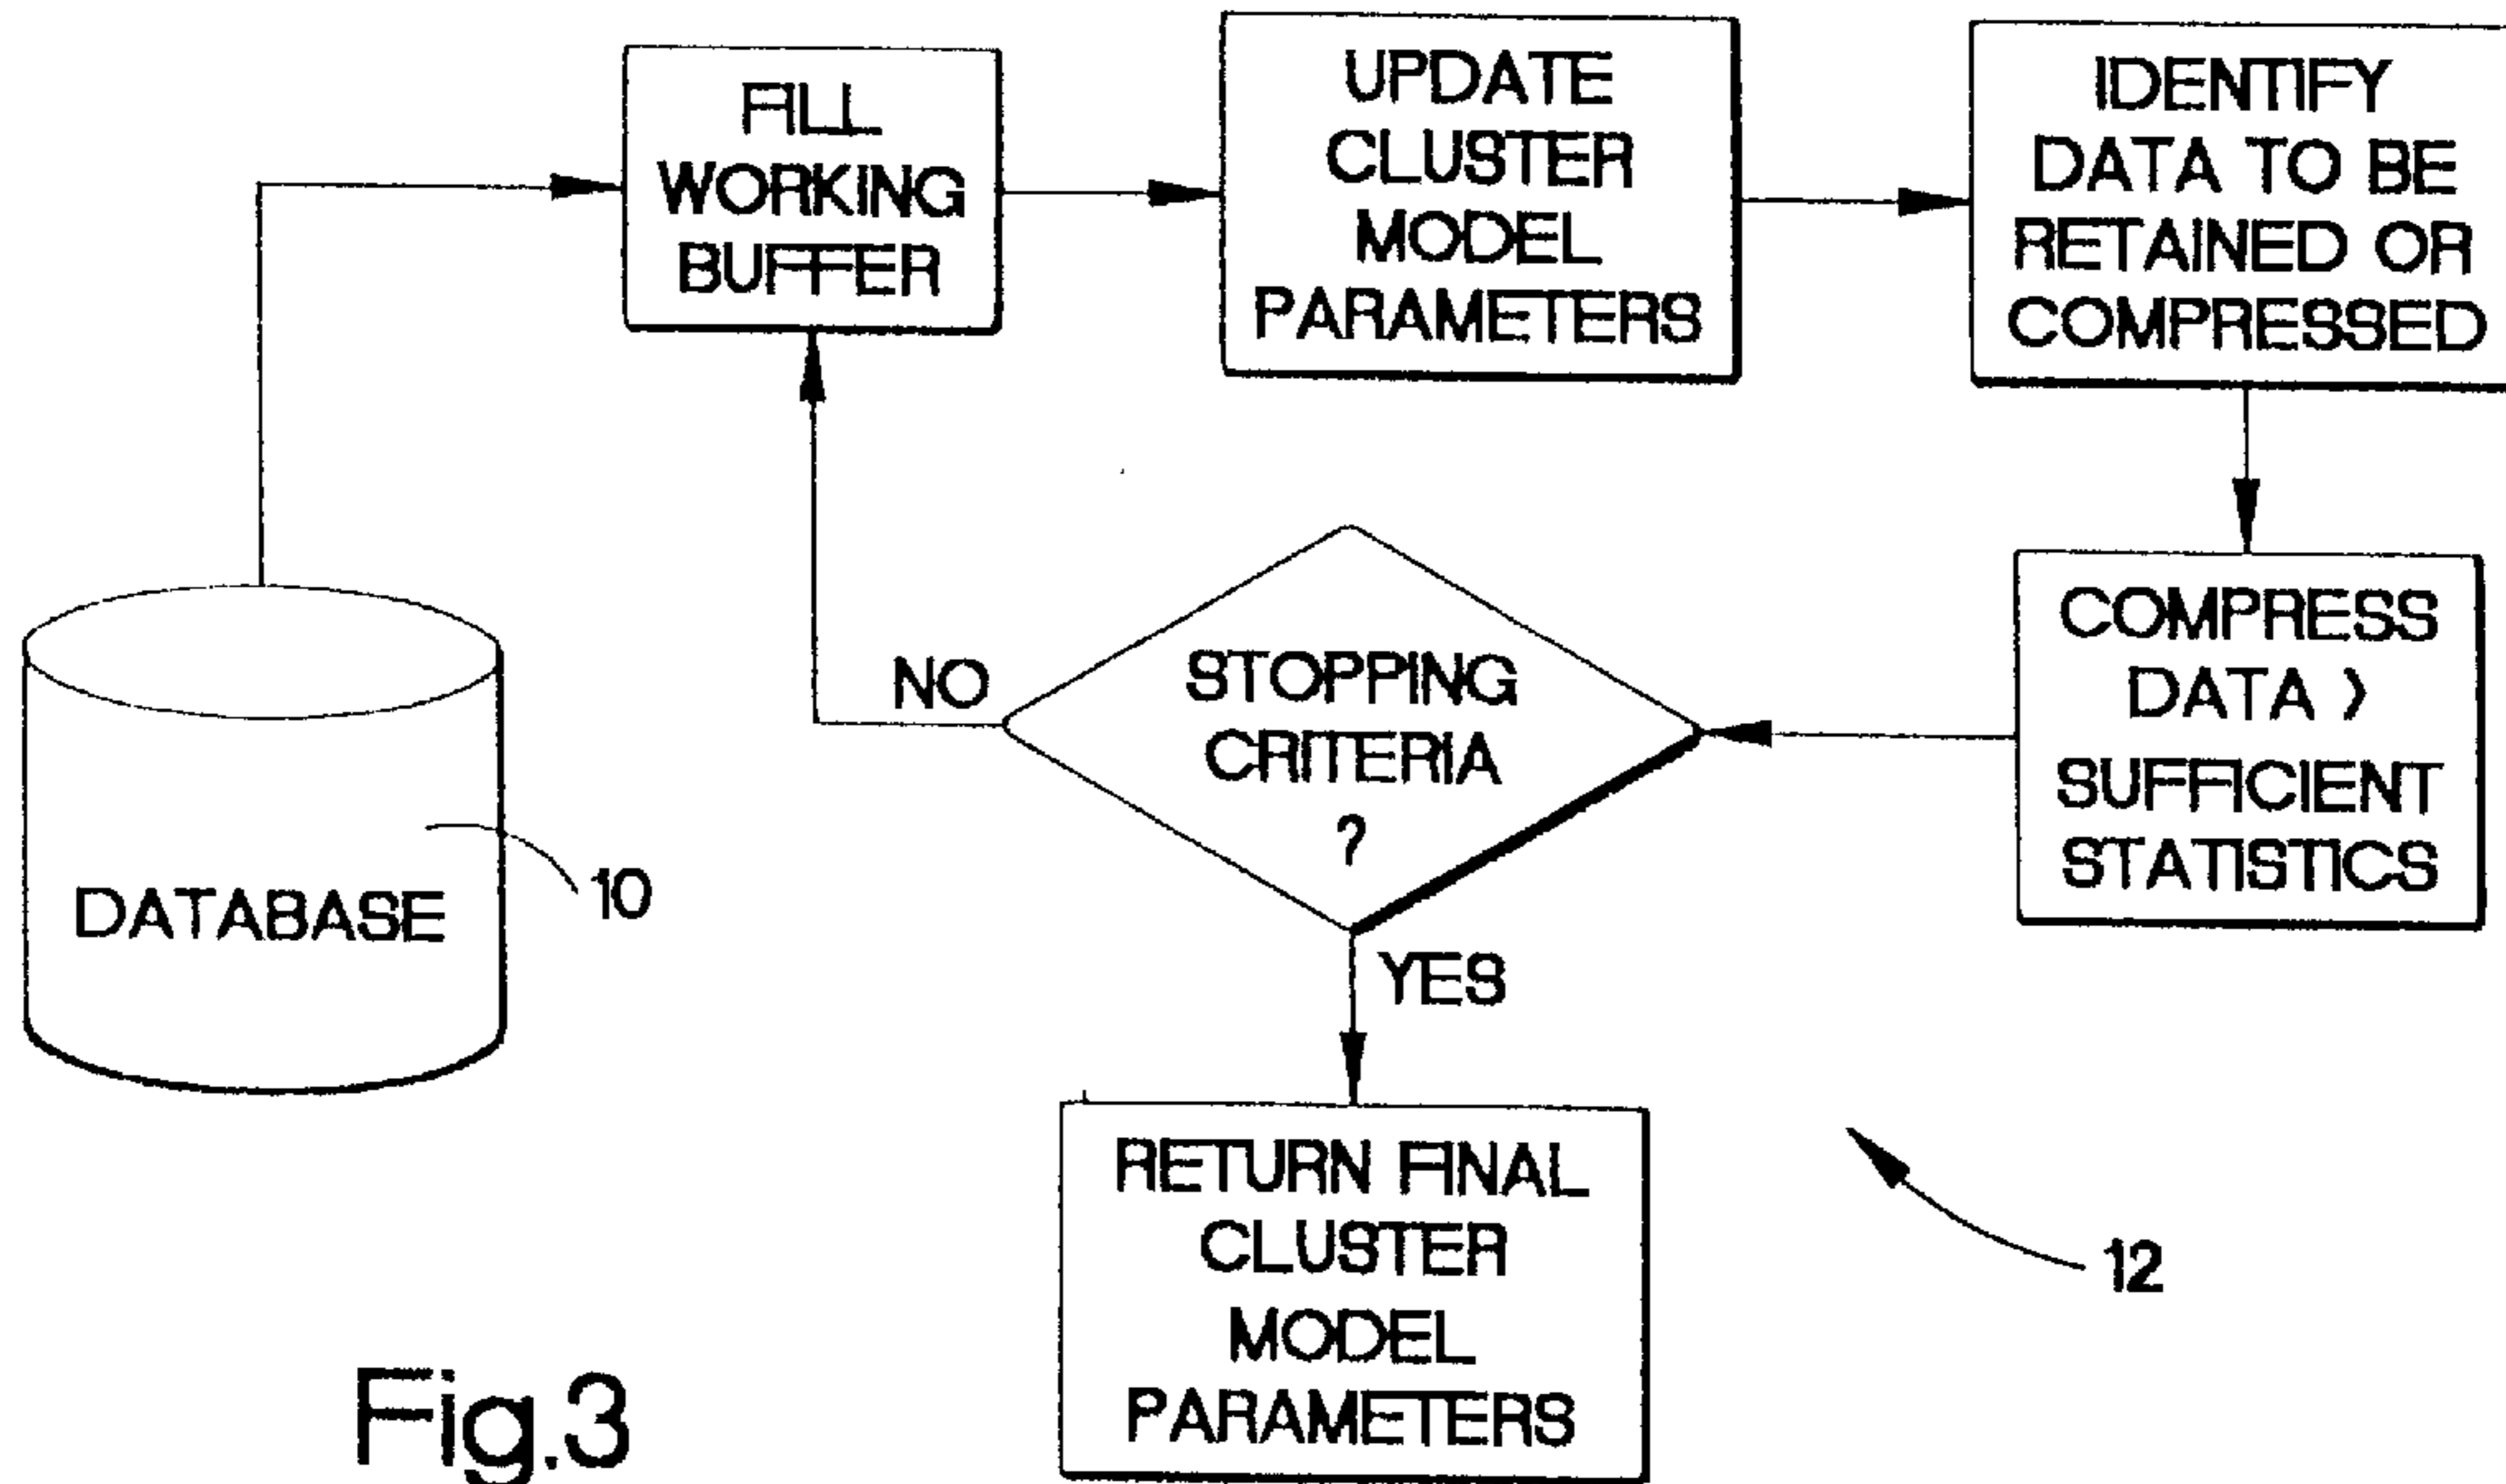 FILL
WORKING
BUFFER
UPDATE
CLUSTER
MODEL
PARAMETERS
IDENTIFY
DATA TO BE
RETAINED OR
COMPRESSED
COMPRESS
DATA >
SUFFICIENT
STATISTICS
STOPPING
CRITERIA
?
NO
YES
DATABASE
10
RETURN FINAL
CLUSTER
MODEL
PARAMETERS
12
Fig.3